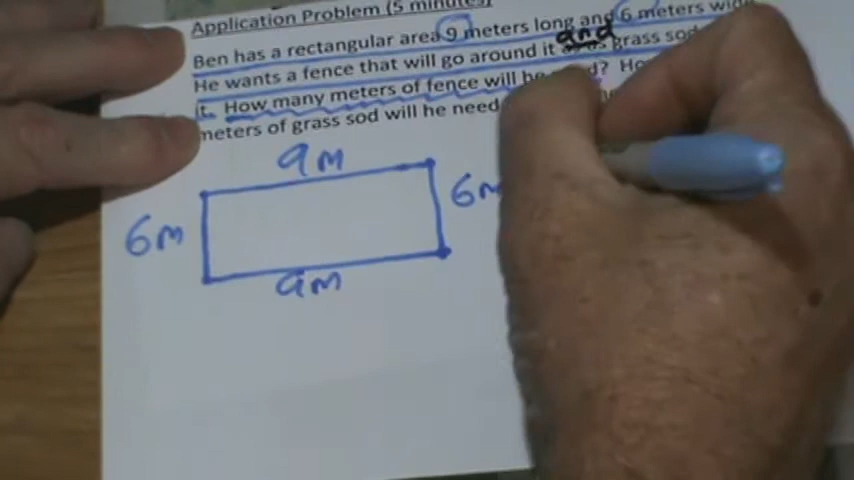 Application Problem (5 minutes)
Ben has a rectangular area 9 meters long and 6 meters wide
and
He wants a fence that will go around it as grass sod
it. How many meters of fence will he
meters of grass sod will he need
9m
6m
6m
9m